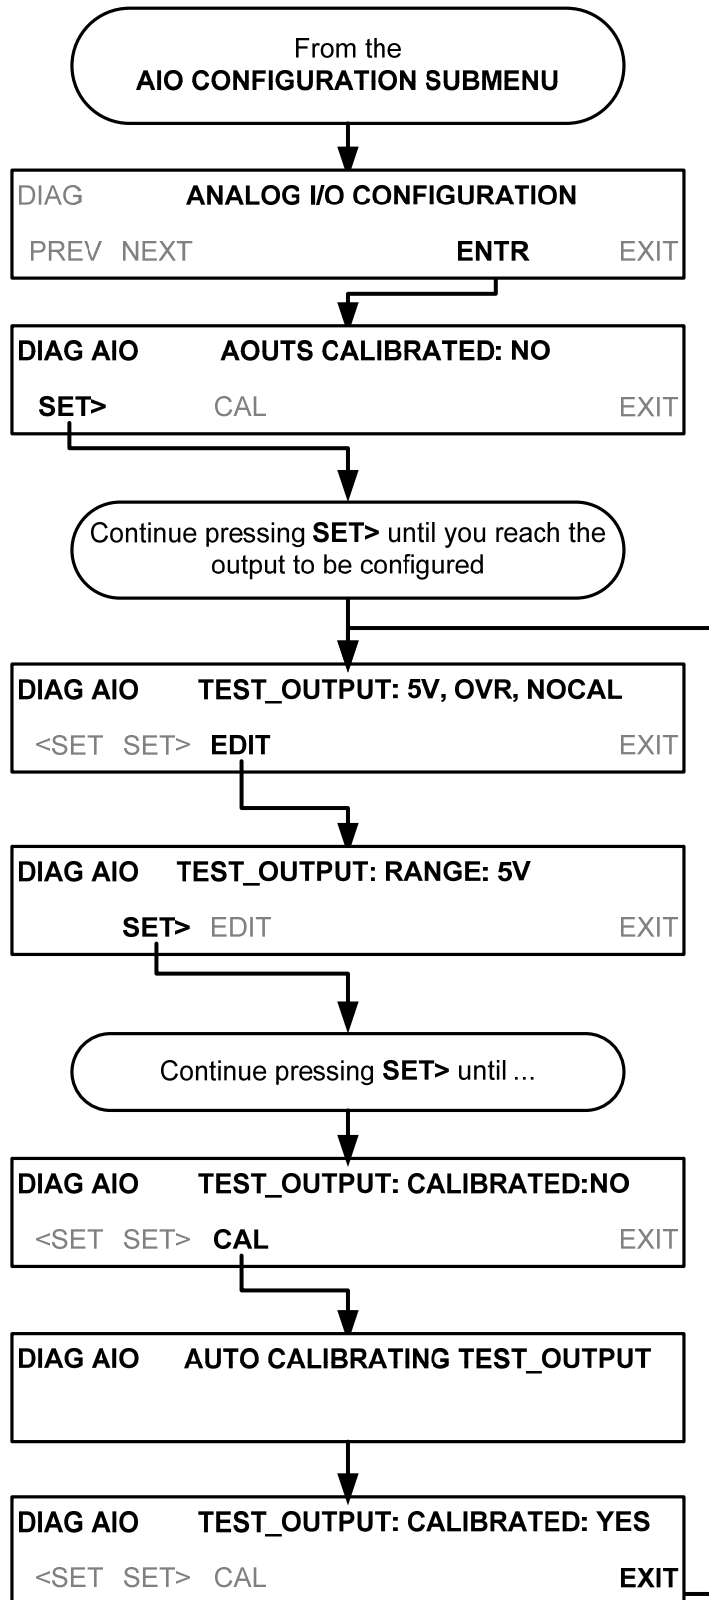 From the
AIO CONFIGURATION SUBMENU
DIAG ANALOG I/O CONFIGURATION
PREV NEXT ENTR EXIT
DIAG AIO AOUTS CALIBRATED: NO
SET> CAL EXIT
Continue pressing SET> until you reach the
output to be configured
DIAG AIO TEST_OUTPUT: 5V, OVR, NOCAL
<SET SET> EDIT EXIT
DIAG AIO TEST_OUTPUT: RANGE: 5V
SET> EDIT EXIT
Continue pressing SET> until ...
DIAG AIO TEST_OUTPUT: CALIBRATED:NO
<SET SET> CAL EXIT
DIAG AIO AUTO CALIBRATING TEST_OUTPUT
DIAG AIO TEST_OUTPUT: CALIBRATED: YES
<SET SET> CAL EXIT